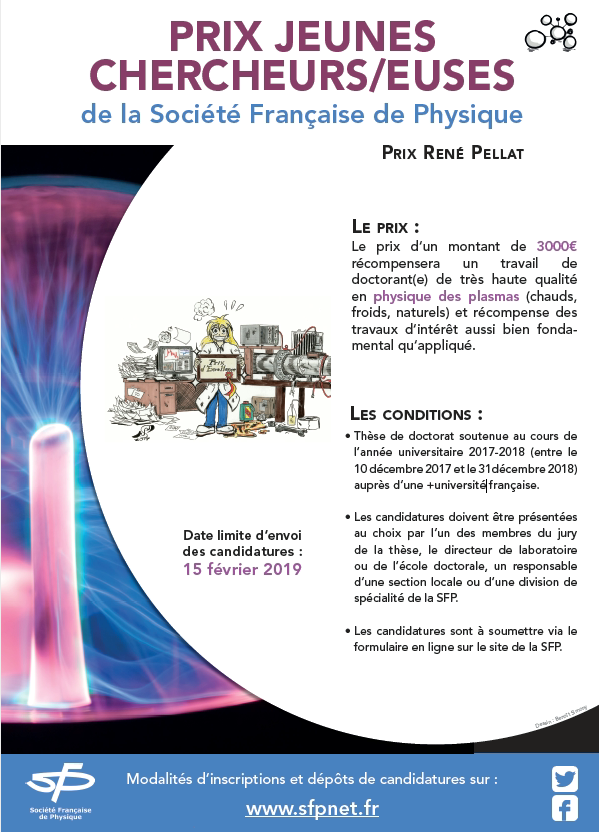 PRIX JEUNES
CHERCHEURS/EUSES
de la Société Française de Physique
PRIX RENÉ PELLAT
LE PRIX :
Le prix d'un montant de 3000€
récompensera un travail de
doctorant(e) de très haute qualité
en physique des plasmas (chauds,
froids, naturels) et récompense des
travaux d'intérêt aussi bien fonda-
mental qu'appliqué.
Prix
d'Excellence
LES CONDITIONS :
• Thèse de doctorat soutenue au cours de
l'année universitaire 2017-2018 (entre le
10 décembre 2017 et le 31décembre 2018)
auprès d'une +université française.
• Les candidatures doivent être présentées
au choix par l'un des membres du jury
de la thèse, le directeur de laboratoire
ou de l'école doctorale, un responsable
d'une section locale ou d'une division de
spécialité de la SFP.
• Les candidatures sont à soumettre via le
formulaire en ligne sur le site de la SFP.
Date limite d'envoi
des candidatures :
15 février 2019
Dessin : Benoît Simony
sfp
Société Française
de Physique
Modalités d'inscriptions et dépôts de candidatures sur :
www.sfpnet.fr